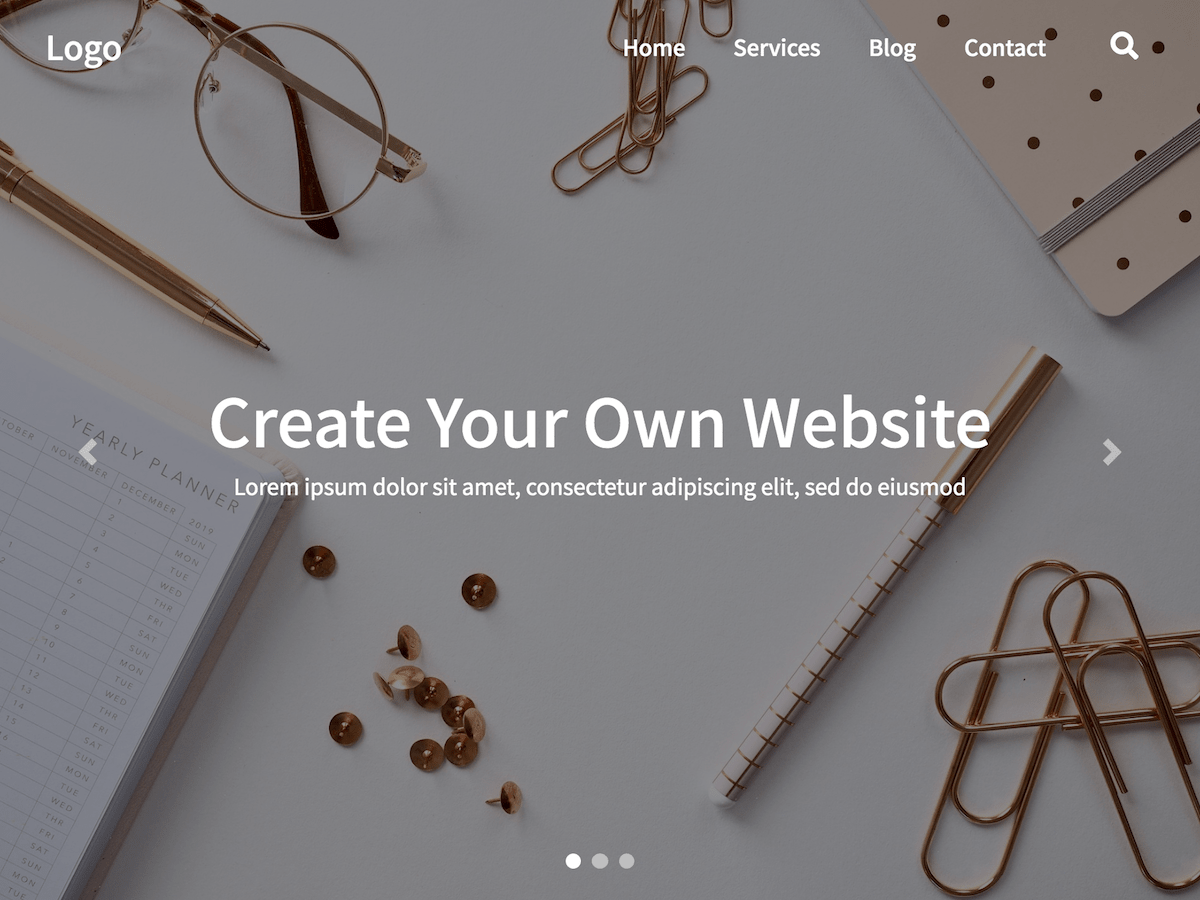 Logo
Home Services Blog Contact
Create Your Own Website
Lorem ipsum dolor sit amet, consectetur adipiscing elit, sed do eiusmod
YEARLY PLANNER
2019
TOBER
NOVEMBER
DECEMBER
1
2
3
4
5
6
7
8
9
10
11
12
13
14
15
SUN
MON
TUE
WED
THR
FRI
SAT
SUN
MON
TUE
WED
THR
FRI
SAT
SUN
MON
TUE
WED
THR
FRI
SAT
SUN
MON
TUE